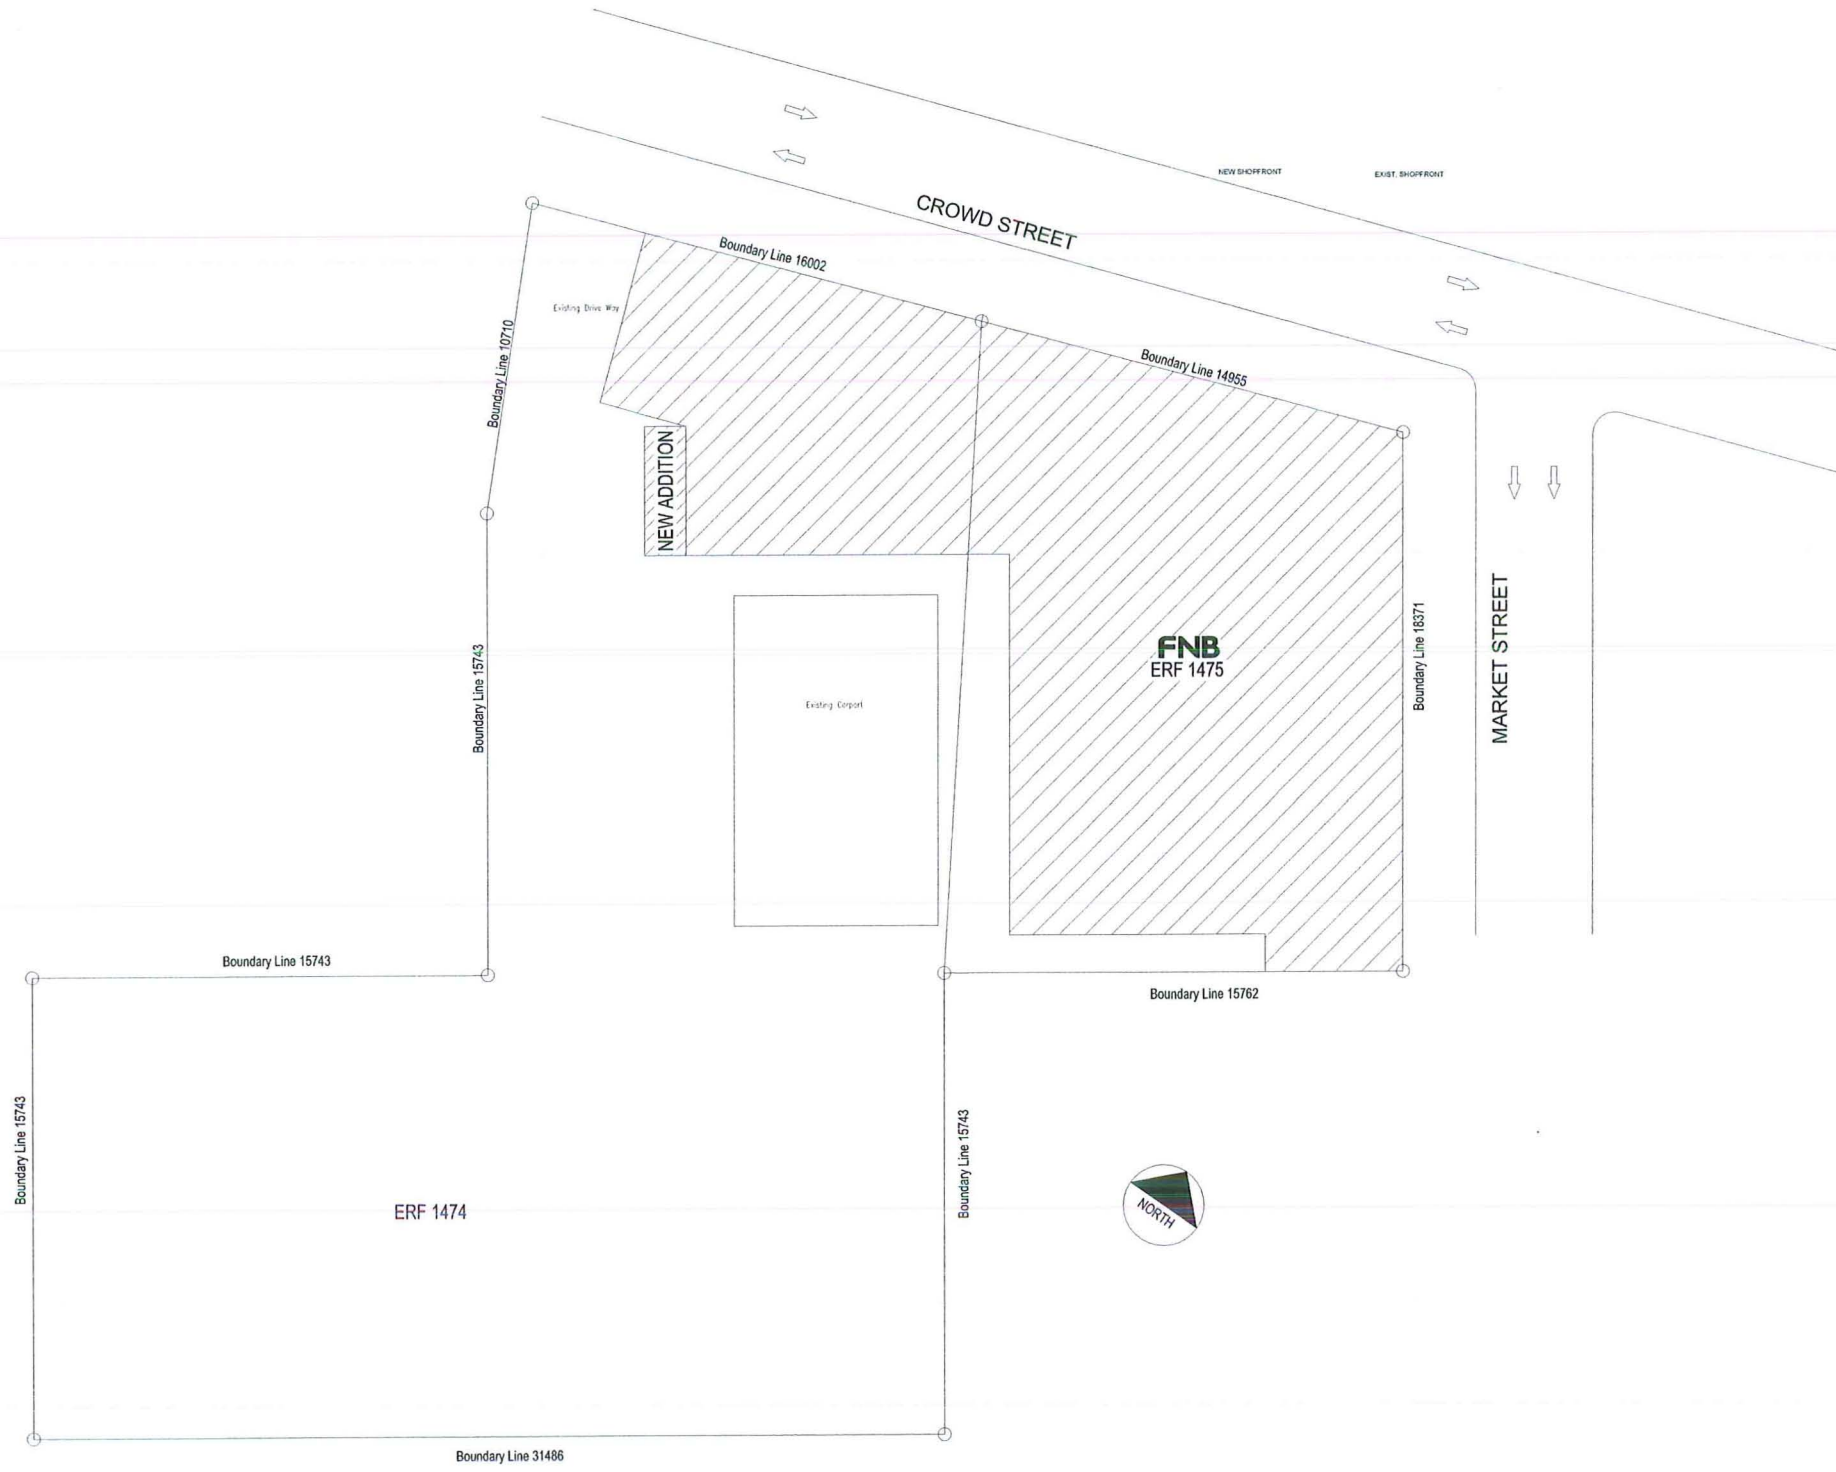 NEW SHOPFRONT
EXIST. SHOPFRONT
CROWD STREET
Boundary Line 16002
Existing Drive Way
Boundary Line 10710
Boundary Line 14955
NEW ADDITION
FNB
ERF 1475
Boundary Line 18371
MARKET STREET
Boundary Line 15743
Existing Carport
Boundary Line 15743
Boundary Line 15762
Boundary Line 15743
Boundary Line 15743
ERF 1474
NORTH
Boundary Line 31486